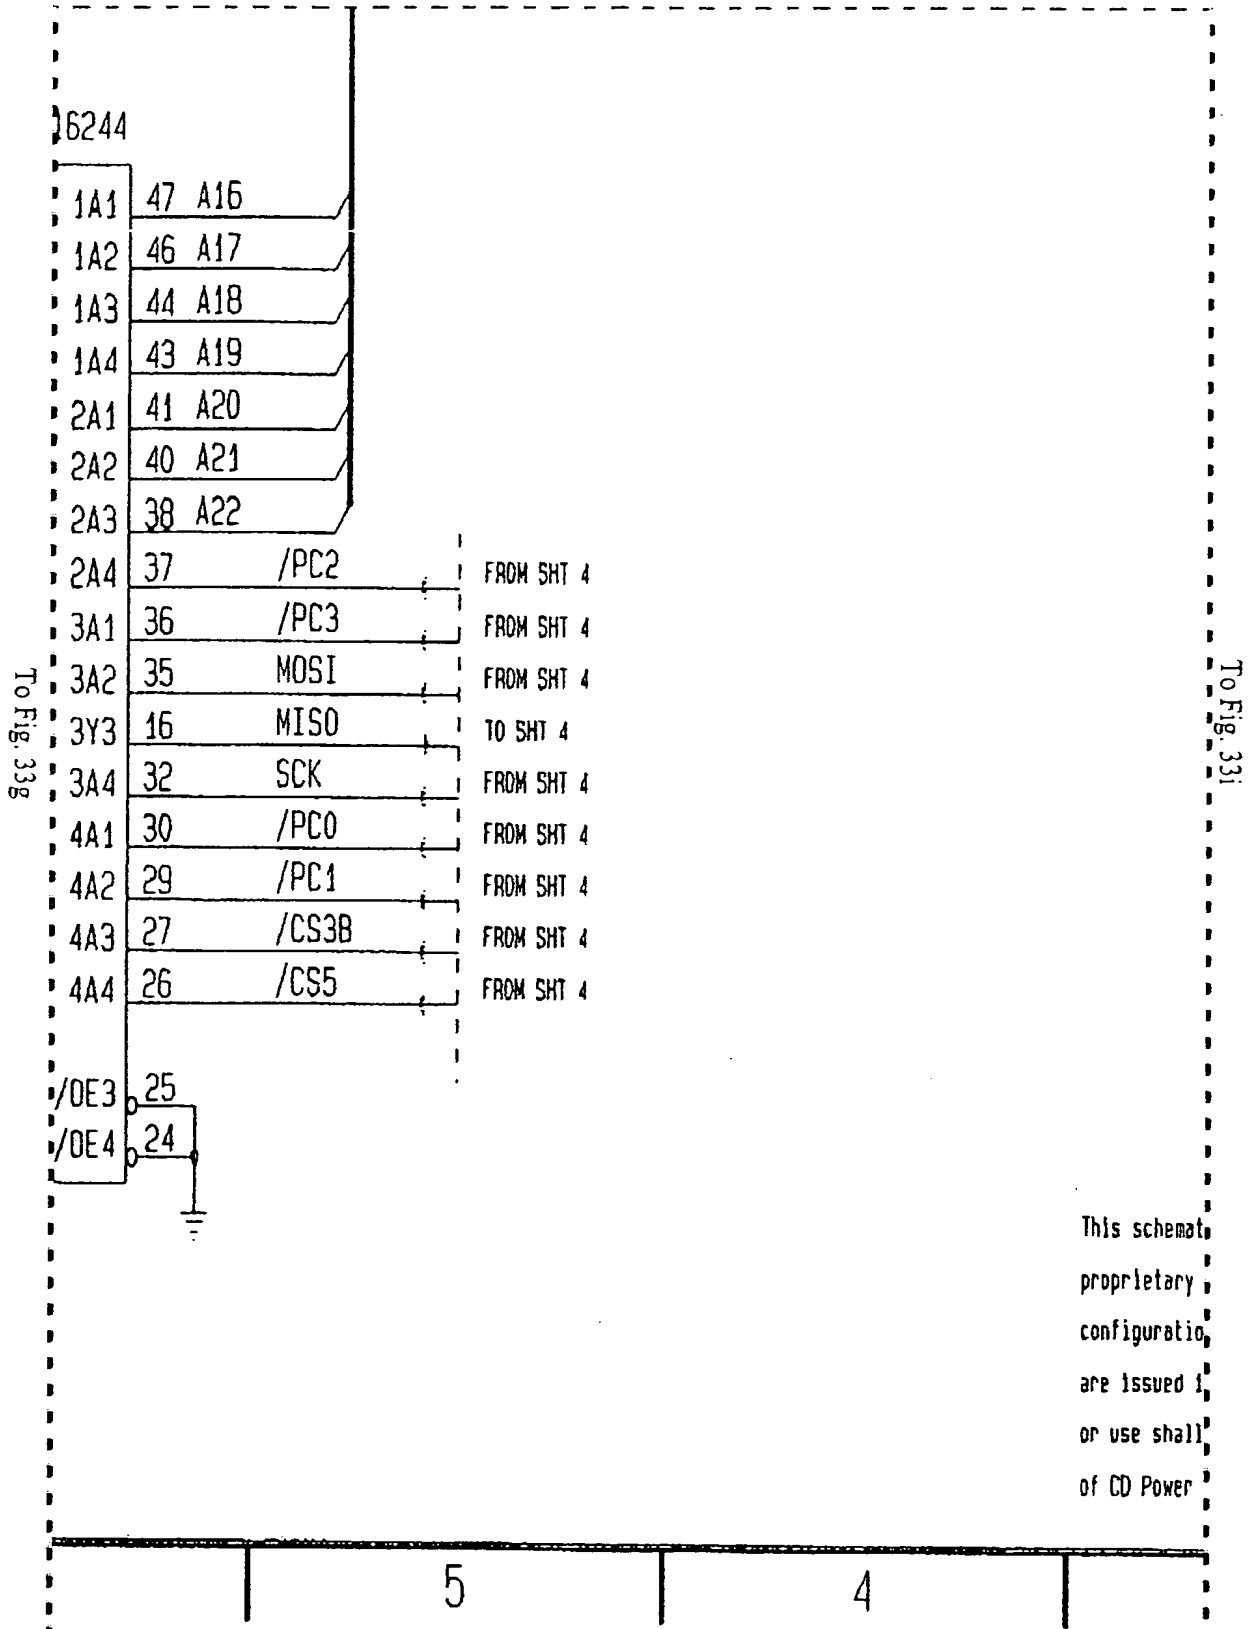 16244
1A1 47 A16
1A2 46 A17
1A3 44 A18
1A4 43 A19
2A1 41 A20
2A2 40 A21
2A3 38 A22
2A4 37 /PC2 FROM SHT 4
3A1 36 /PC3 FROM SHT 4
3A2 35 MOSI FROM SHT 4
3Y3 16 MISO TO SHT 4
3A4 32 SCK FROM SHT 4
4A1 30 /PC0 FROM SHT 4
4A2 29 /PC1 FROM SHT 4
4A3 27 /CS3B FROM SHT 4
4A4 26 /CS5 FROM SHT 4
/OE3 25
/OE4 24
To Fig. 33g
To Fig. 33i
This schemat
proprietary
configuratio
are issued i
or use shall
of CD Power
5 4